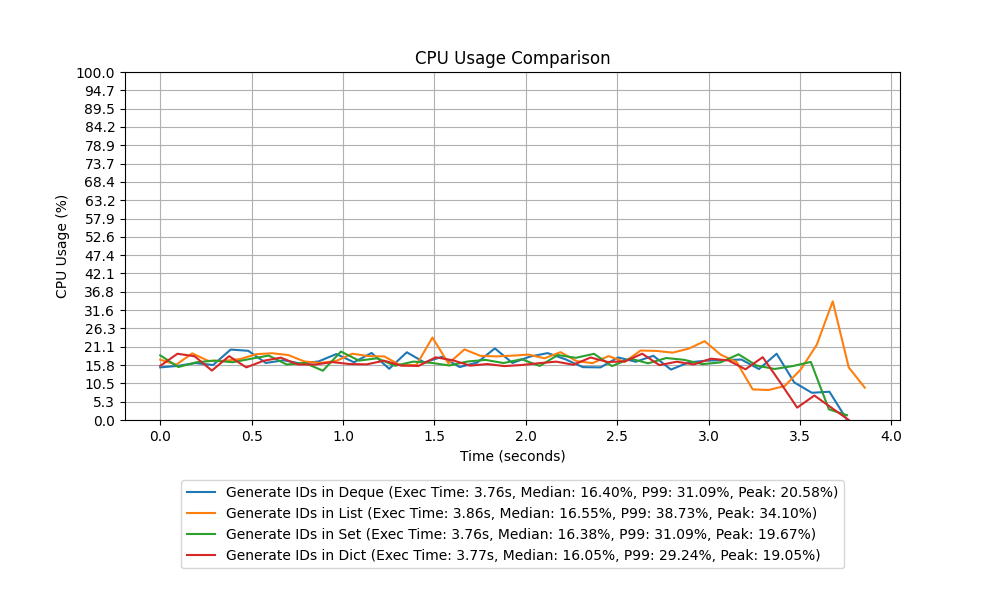 CPU Usage Comparison
100.0
94.7
89.5
84.2
78.9
73.7
68.4
63.2
57.9
52.6
47.4
42.1
36.8
31.6
26.3
21.1
15.8
10.5
5.3
0.0
CPU Usage (%)
0.0 0.5 1.0 1.5 2.0 2.5 3.0 3.5 4.0
Time (seconds)
Generate IDs in Deque (Exec Time: 3.76s, Median: 16.40%, P99: 31.09%, Peak: 20.58%)
Generate IDs in List (Exec Time: 3.86s, Median: 16.55%, P99: 38.73%, Peak: 34.10%)
Generate IDs in Set (Exec Time: 3.76s, Median: 16.38%, P99: 31.09%, Peak: 19.67%)
Generate IDs in Dict (Exec Time: 3.77s, Median: 16.05%, P99: 29.24%, Peak: 19.05%)